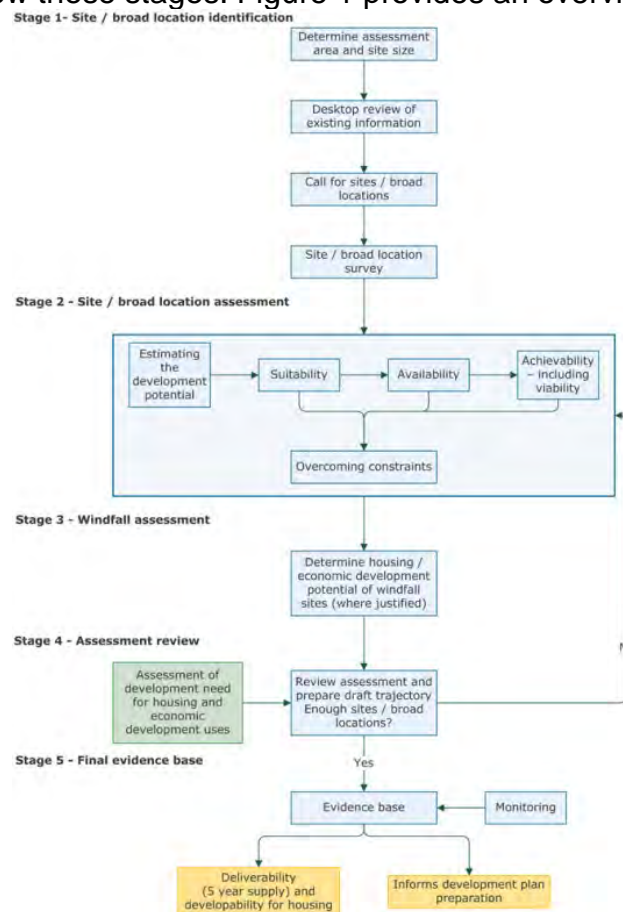 Stage 1- Site / broad location identification
Determine assessment
area and site size
Desktop review of
existing information
Call for sites / broad
locations
Site / broad location
survey
Stage 2 - Site / broad location assessment
Estimating
the
development
potential
Suitability
Availability
Achievability
– including
viability
Overcoming constraints
Stage 3 - Windfall assessment
Determine housing /
economic development
potential of windfall
sites (where justified)
Stage 4 - Assessment review
Assessment of
development need
for housing and
economic
development uses
Review assessment and
prepare draft trajectory
Enough sites / broad
locations?
Stage 5 - Final evidence base
Yes
Evidence base
Monitoring
Deliverability
(5 year supply) and
developability for housing
Informs development plan
preparation